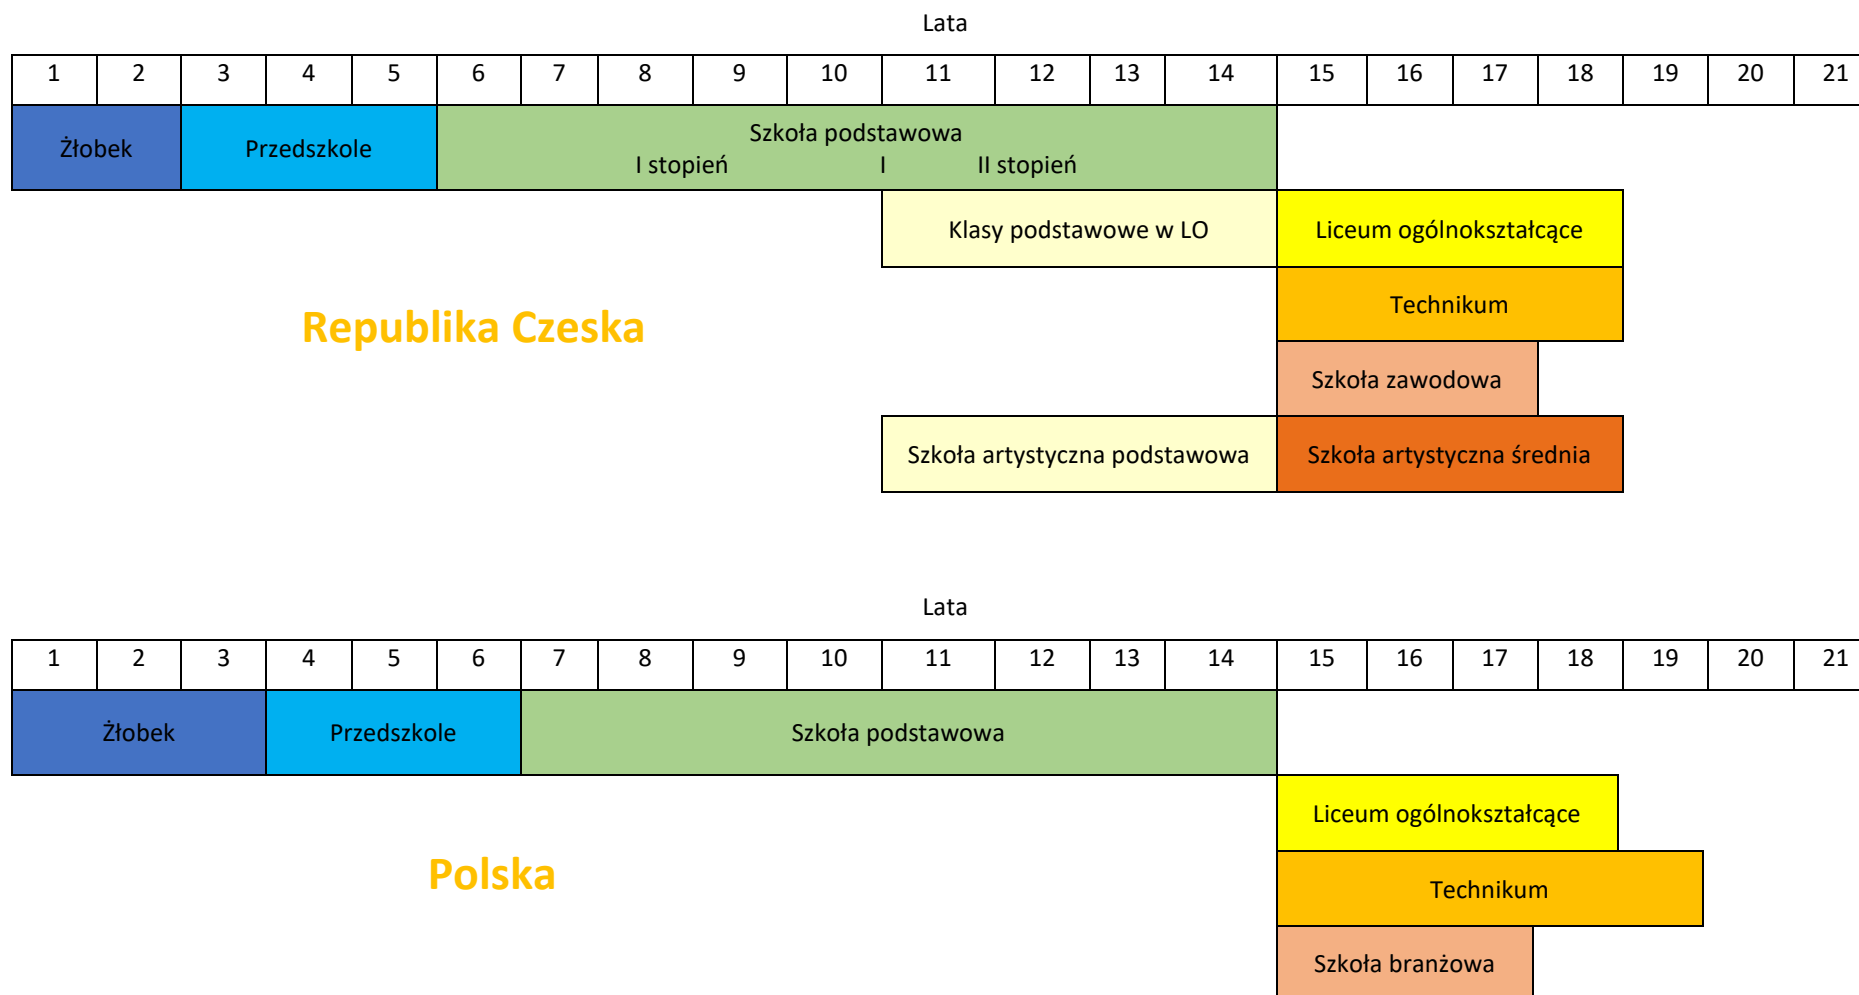 Lata
1 2 3 4 5 6 7 8 9 10 11 12 13 14 15 16 17 18 19 20 21
Żłobek Przedszkole Szkoła podstawowa
I stopień I II stopień
Klasy podstawowe w LO Liceum ogólnokształcące
Technikum
Republika Czeska
Szkoła zawodowa
Szkoła artystyczna podstawowa Szkoła artystyczna średnia
Lata
1 2 3 4 5 6 7 8 9 10 11 12 13 14 15 16 17 18 19 20 21
Żłobek Przedszkole Szkoła podstawowa
Liceum ogólnokształcące
Polska
Technikum
Szkoła branżowa